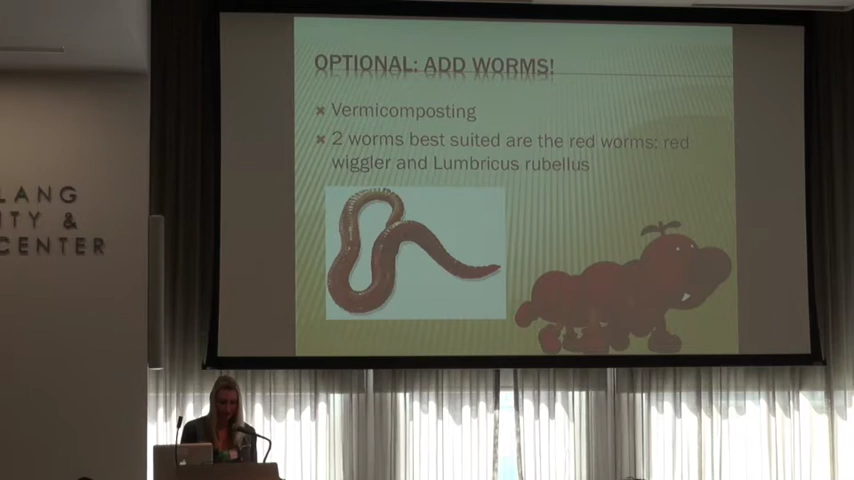 OPTIONAL: ADD WORMS!
Vermicomposting
2 worms best suited are the red worms: red
wiggler and Lumbricus rubellus
LANG
ITY &
CENTER